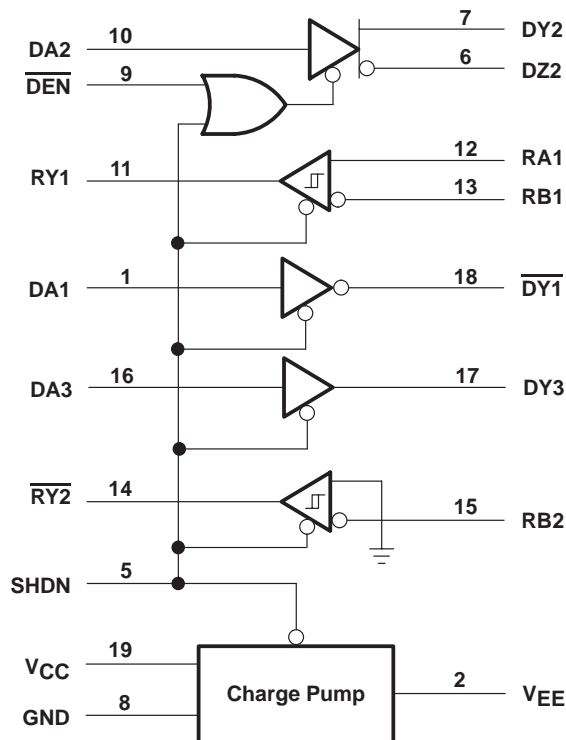 DA2 10 7 DY2
DEN 9 6 DZ2
RY1 11 12 RA1
13 RB1
DA1 1 18 DY1
DA3 16 17 DY3
RY2 14 15 RB2
SHDN 5
VCC 19
Charge Pump 2 VEE
GND 8